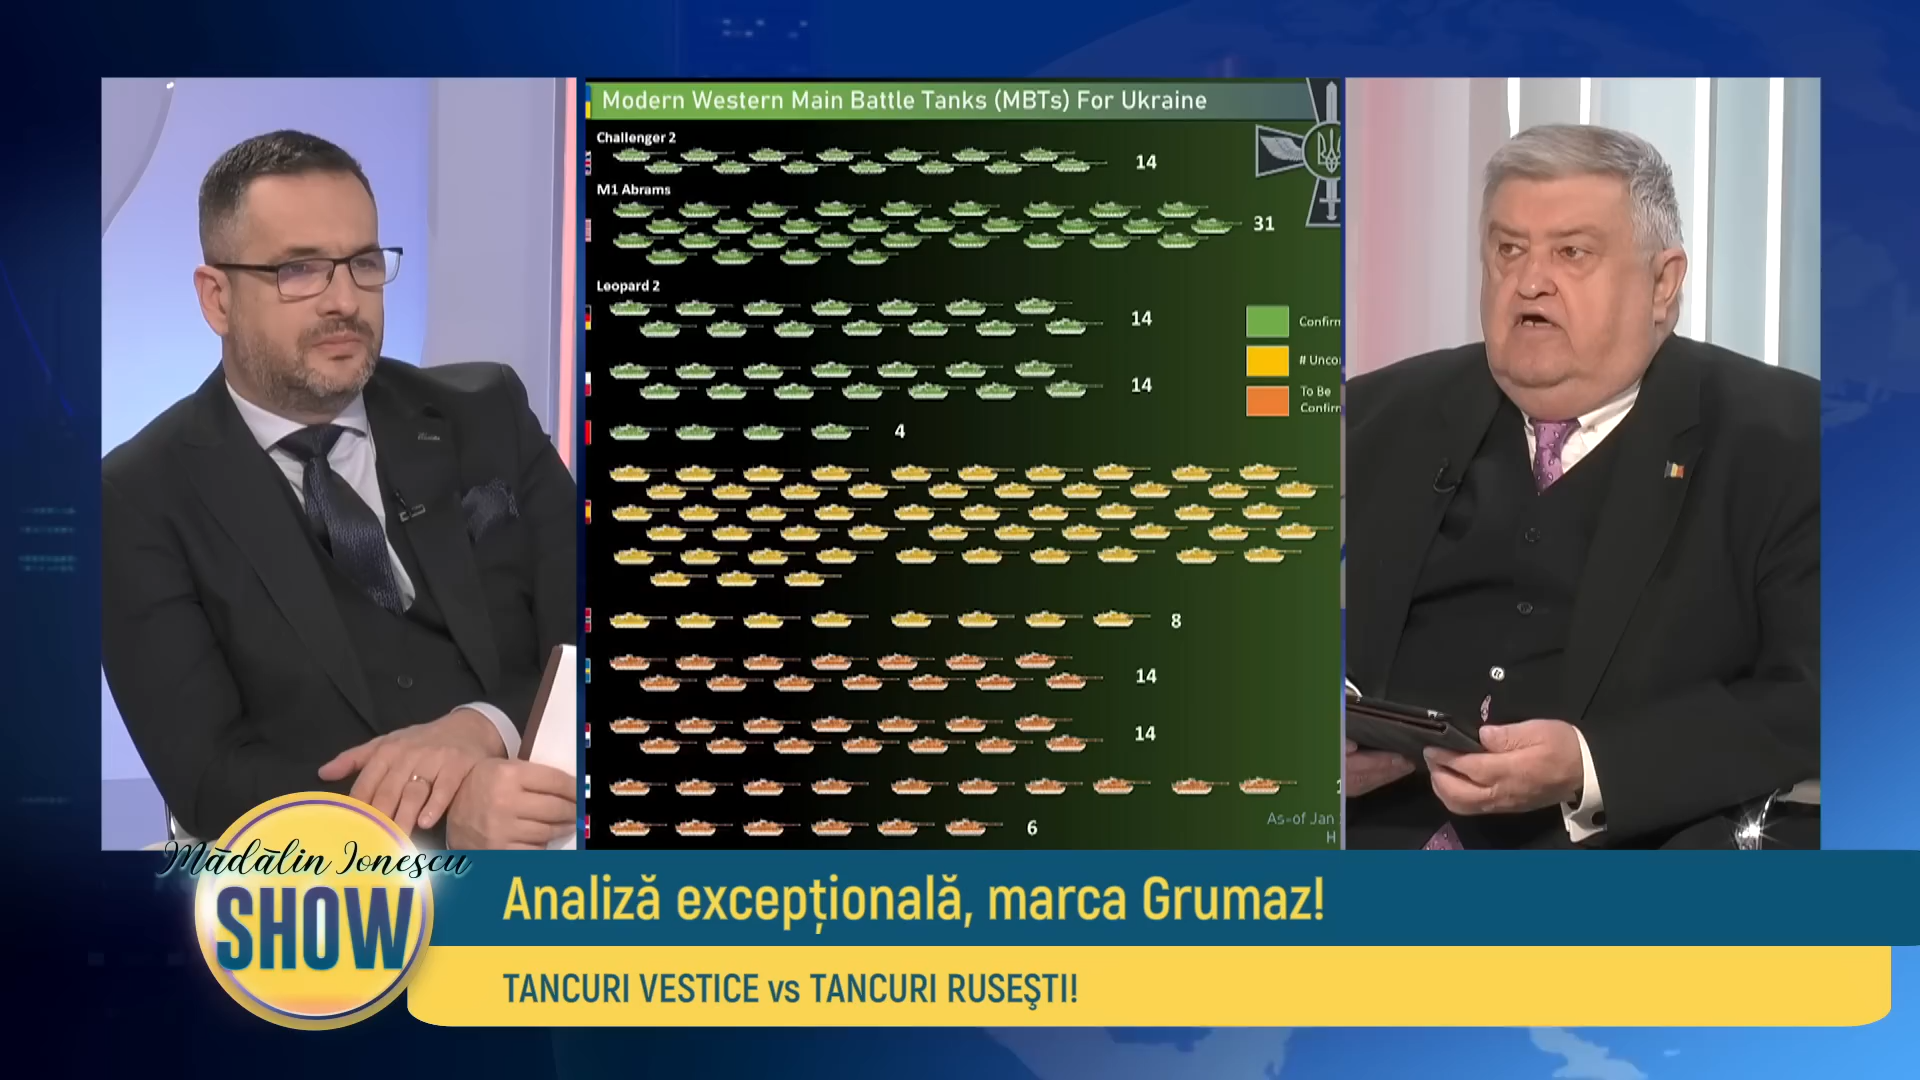 Modern Western Main Battle Tanks (MBTs) For Ukraine
Challenger 2
14
M1 Abrams
31
Leopard 2
14
14
4
8
14
14
6
Confirm
# Unco
To Be
Confirm
As-of Jan
H
Mădălin Ionescu
SHOW
Analiză excepțională, marca Grumaz!
TANCURI VESTICE vs TANCURI RUSEŞTI!